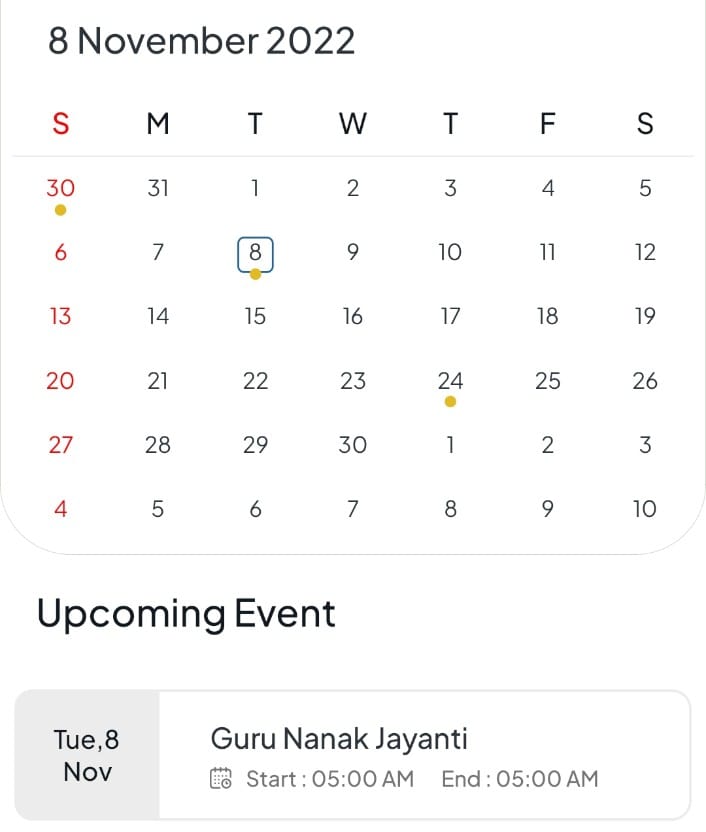 8 November 2022
S M T W T F S
30 31 1 2 3 4 5
6 7 8 9 10 11 12
13 14 15 16 17 18 19
20 21 22 23 24 25 26
27 28 29 30 1 2 3
4 5 6 7 8 9 10
Upcoming Event
Tue,8
Nov
Guru Nanak Jayanti
Start : 05:00 AM End : 05:00 AM